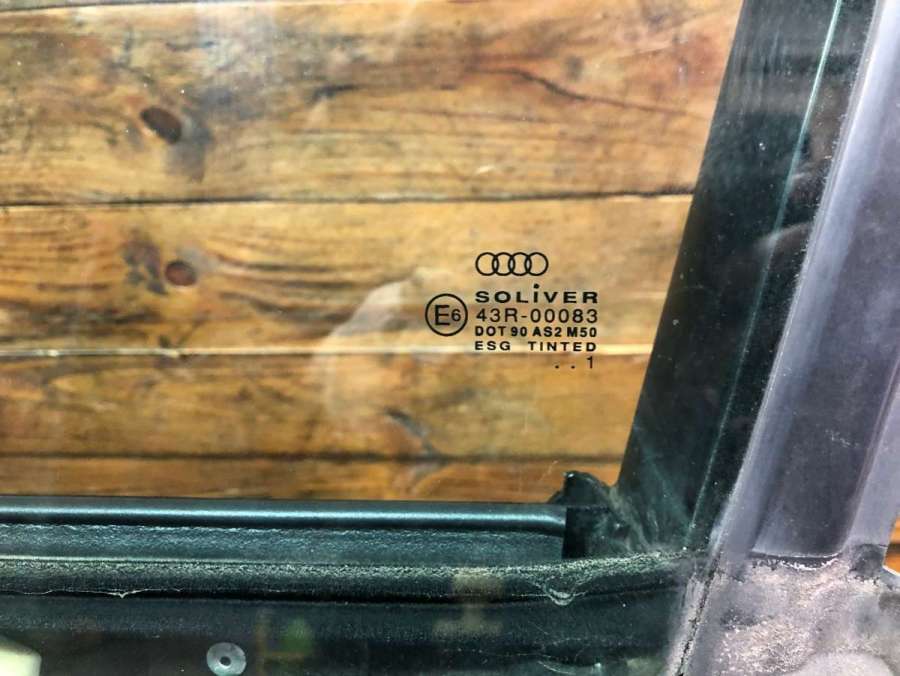 SOLiVER
E6 43R-00083
DOT 90 AS2 M50
ESG TINTED
. . 1